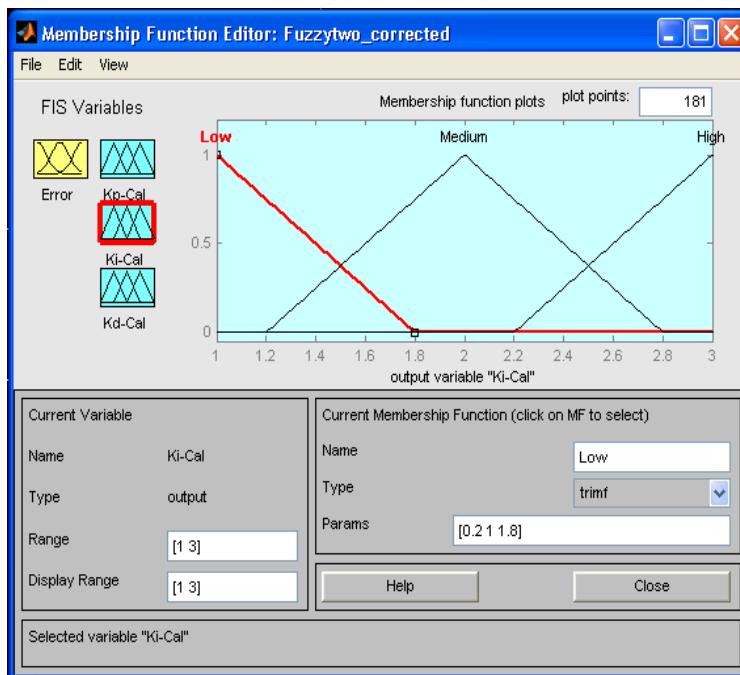 Membership Function Editor: Fuzzytwo_corrected
File Edit View
FIS Variables
Membership function plots plot points: 181
Error
Kp-Cal
Ki-Cal
Kd-Cal
Low Medium High
1
0.5
0
1 1.2 1.4 1.6 1.8 2 2.2 2.4 2.6 2.8 3
output variable "Ki-Cal"
Current Variable
Name Ki-Cal
Type output
Range [1 3]
Display Range [1 3]
Current Membership Function (click on MF to select)
Name Low
Type trimf
Params [0.2 1 1.8]
Help Close
Selected variable "Ki-Cal"